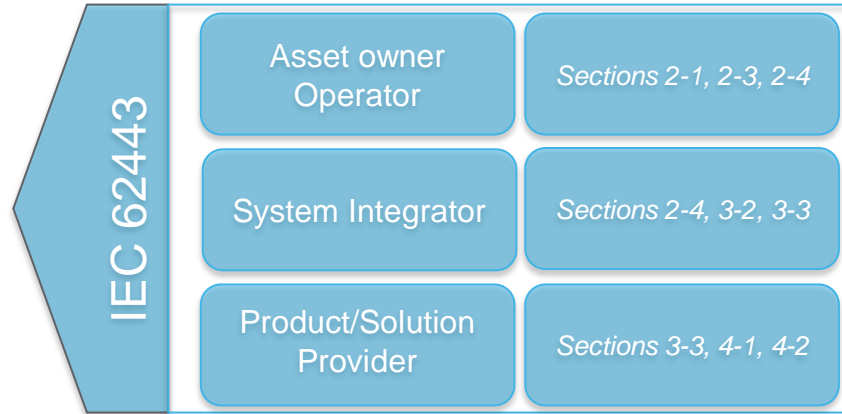 IEC 62443
Asset owner
Operator
Sections 2-1, 2-3, 2-4
System Integrator
Sections 2-4, 3-2, 3-3
Product/Solution
Provider
Sections 3-3, 4-1, 4-2